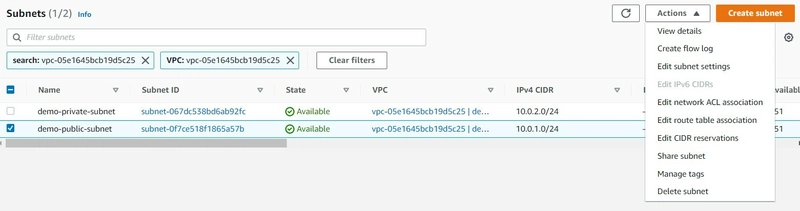 Subnets (1/2) Info
Actions ▲
Create subnet
Filter subnets
search: vpc-05e1645bcb19d5c25 ×
VPC: vpc-05e1645bcb19d5c25 ×
Clear filters
Name Subnet ID State VPC IPv4 CIDR
demo-private-subnet subnet-067dc538bd6ab92fc Available vpc-05e1645bcb19d5c25 | de... 10.0.2.0/24 - 51
demo-public-subnet subnet-0f7ce518f1865a57b Available vpc-05e1645bcb19d5c25 | de... 10.0.1.0/24 - 51
View details
Create flow log
Edit subnet settings
Edit IPv6 CIDRs
Edit network ACL association
Edit route table association
Edit CIDR reservations
Share subnet
Manage tags
Delete subnet